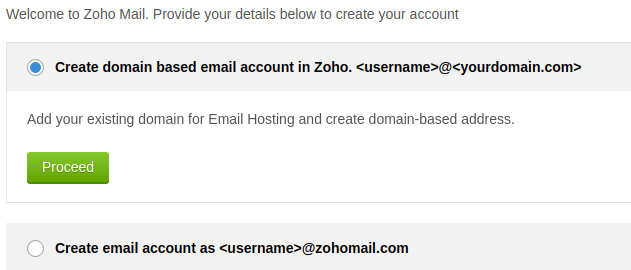 Welcome to Zoho Mail. Provide your details below to create your account
Create domain based email account in Zoho. <username>@<yourdomain.com>
Add your existing domain for Email Hosting and create domain-based address.
Proceed
Create email account as <username>@zohomail.com